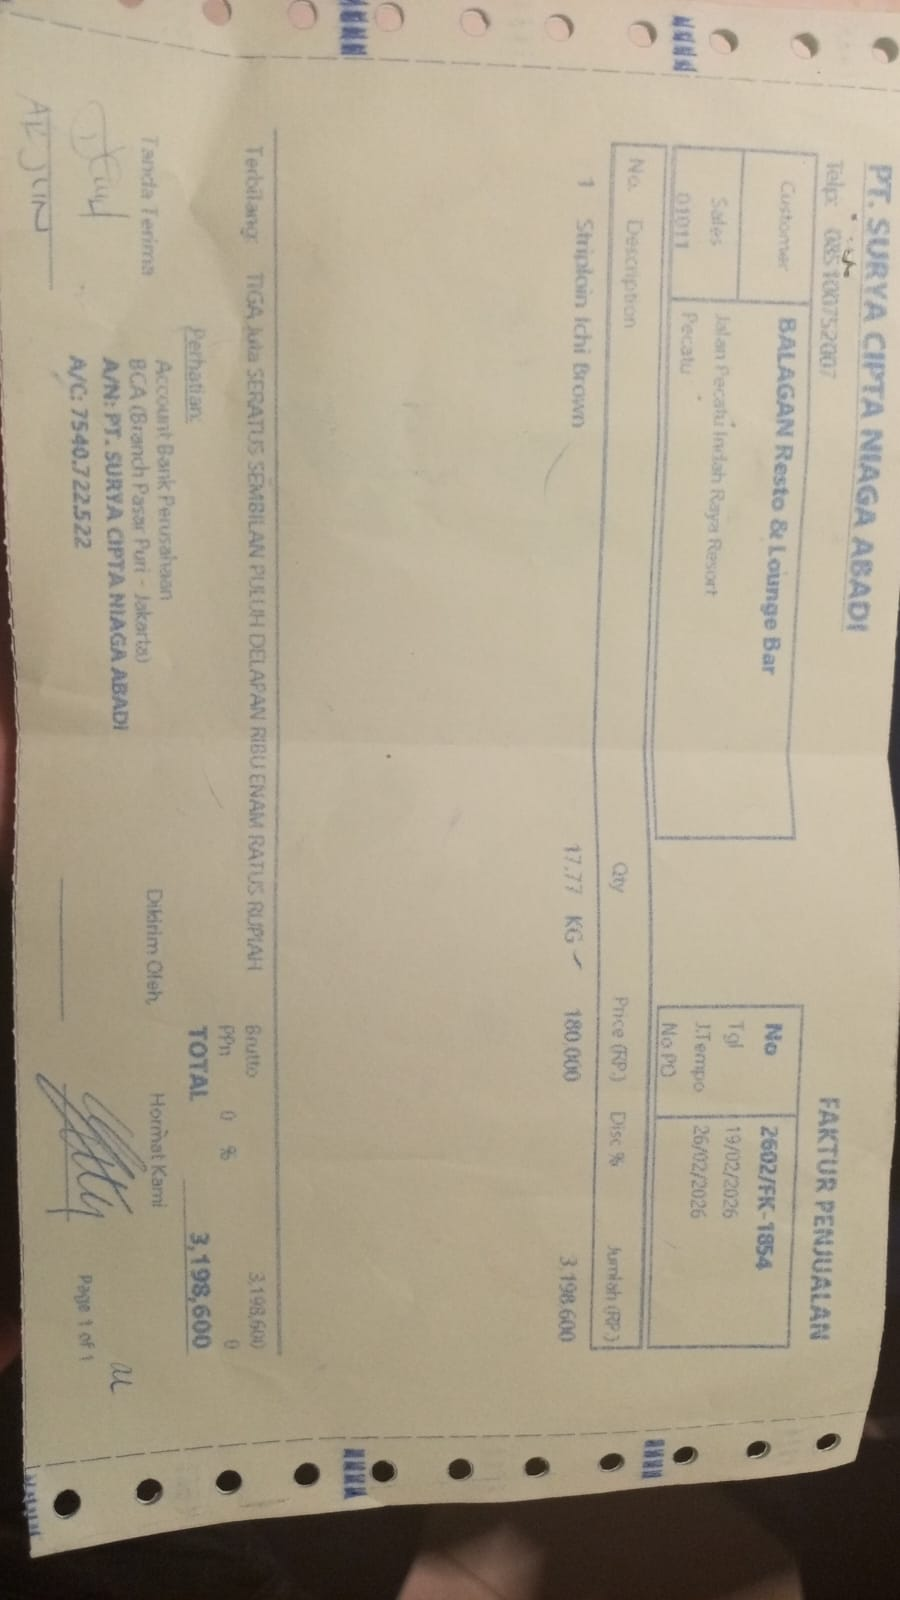 PT. SURYA CIPTA NIAGA ABADI
Telp: 085100752007
FAKTUR PENJUALAN
Customer BALAGAN Resto & Lounge Bar
Jalan Pecatu Indah Raya Resort
Pecatu
Sales
01011
No 2602/FK-1854
Tgl 19/02/2026
J.Tempo 26/02/2026
No PO
No. Description Qty Price (RP.) Disc % Jumlah (RP.)
1 Striploin Ichi Brown 17.77 KG 180,000 3,198,600
Terbilang: TIGA Juta SERATUS SEMBILAN PULUH DELAPAN RIBU ENAM RATUS RUPIAH
Brutto 3,198,600
PPn 0 % 0
TOTAL 3,198,600
Perhatian:
Account Bank Perusahaan
BCA (Branch Pasar Puri - Jakarta)
A/N: PT. SURYA CIPTA NIAGA ABADI
A/C: 7540.722.522
Tanda Terima
ARJUN
Dikirim Oleh,
Hormat Kami
Page 1 of 1